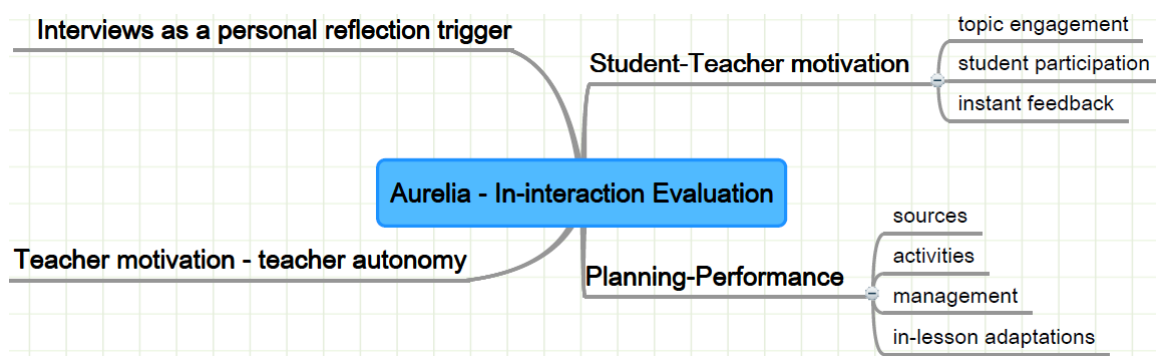 Interviews as a personal reflection trigger
Student-Teacher motivation
topic engagement
student participation
instant feedback
Aurelia - In-interaction Evaluation
Teacher motivation - teacher autonomy
Planning-Performance
sources
activities
management
in-lesson adaptations